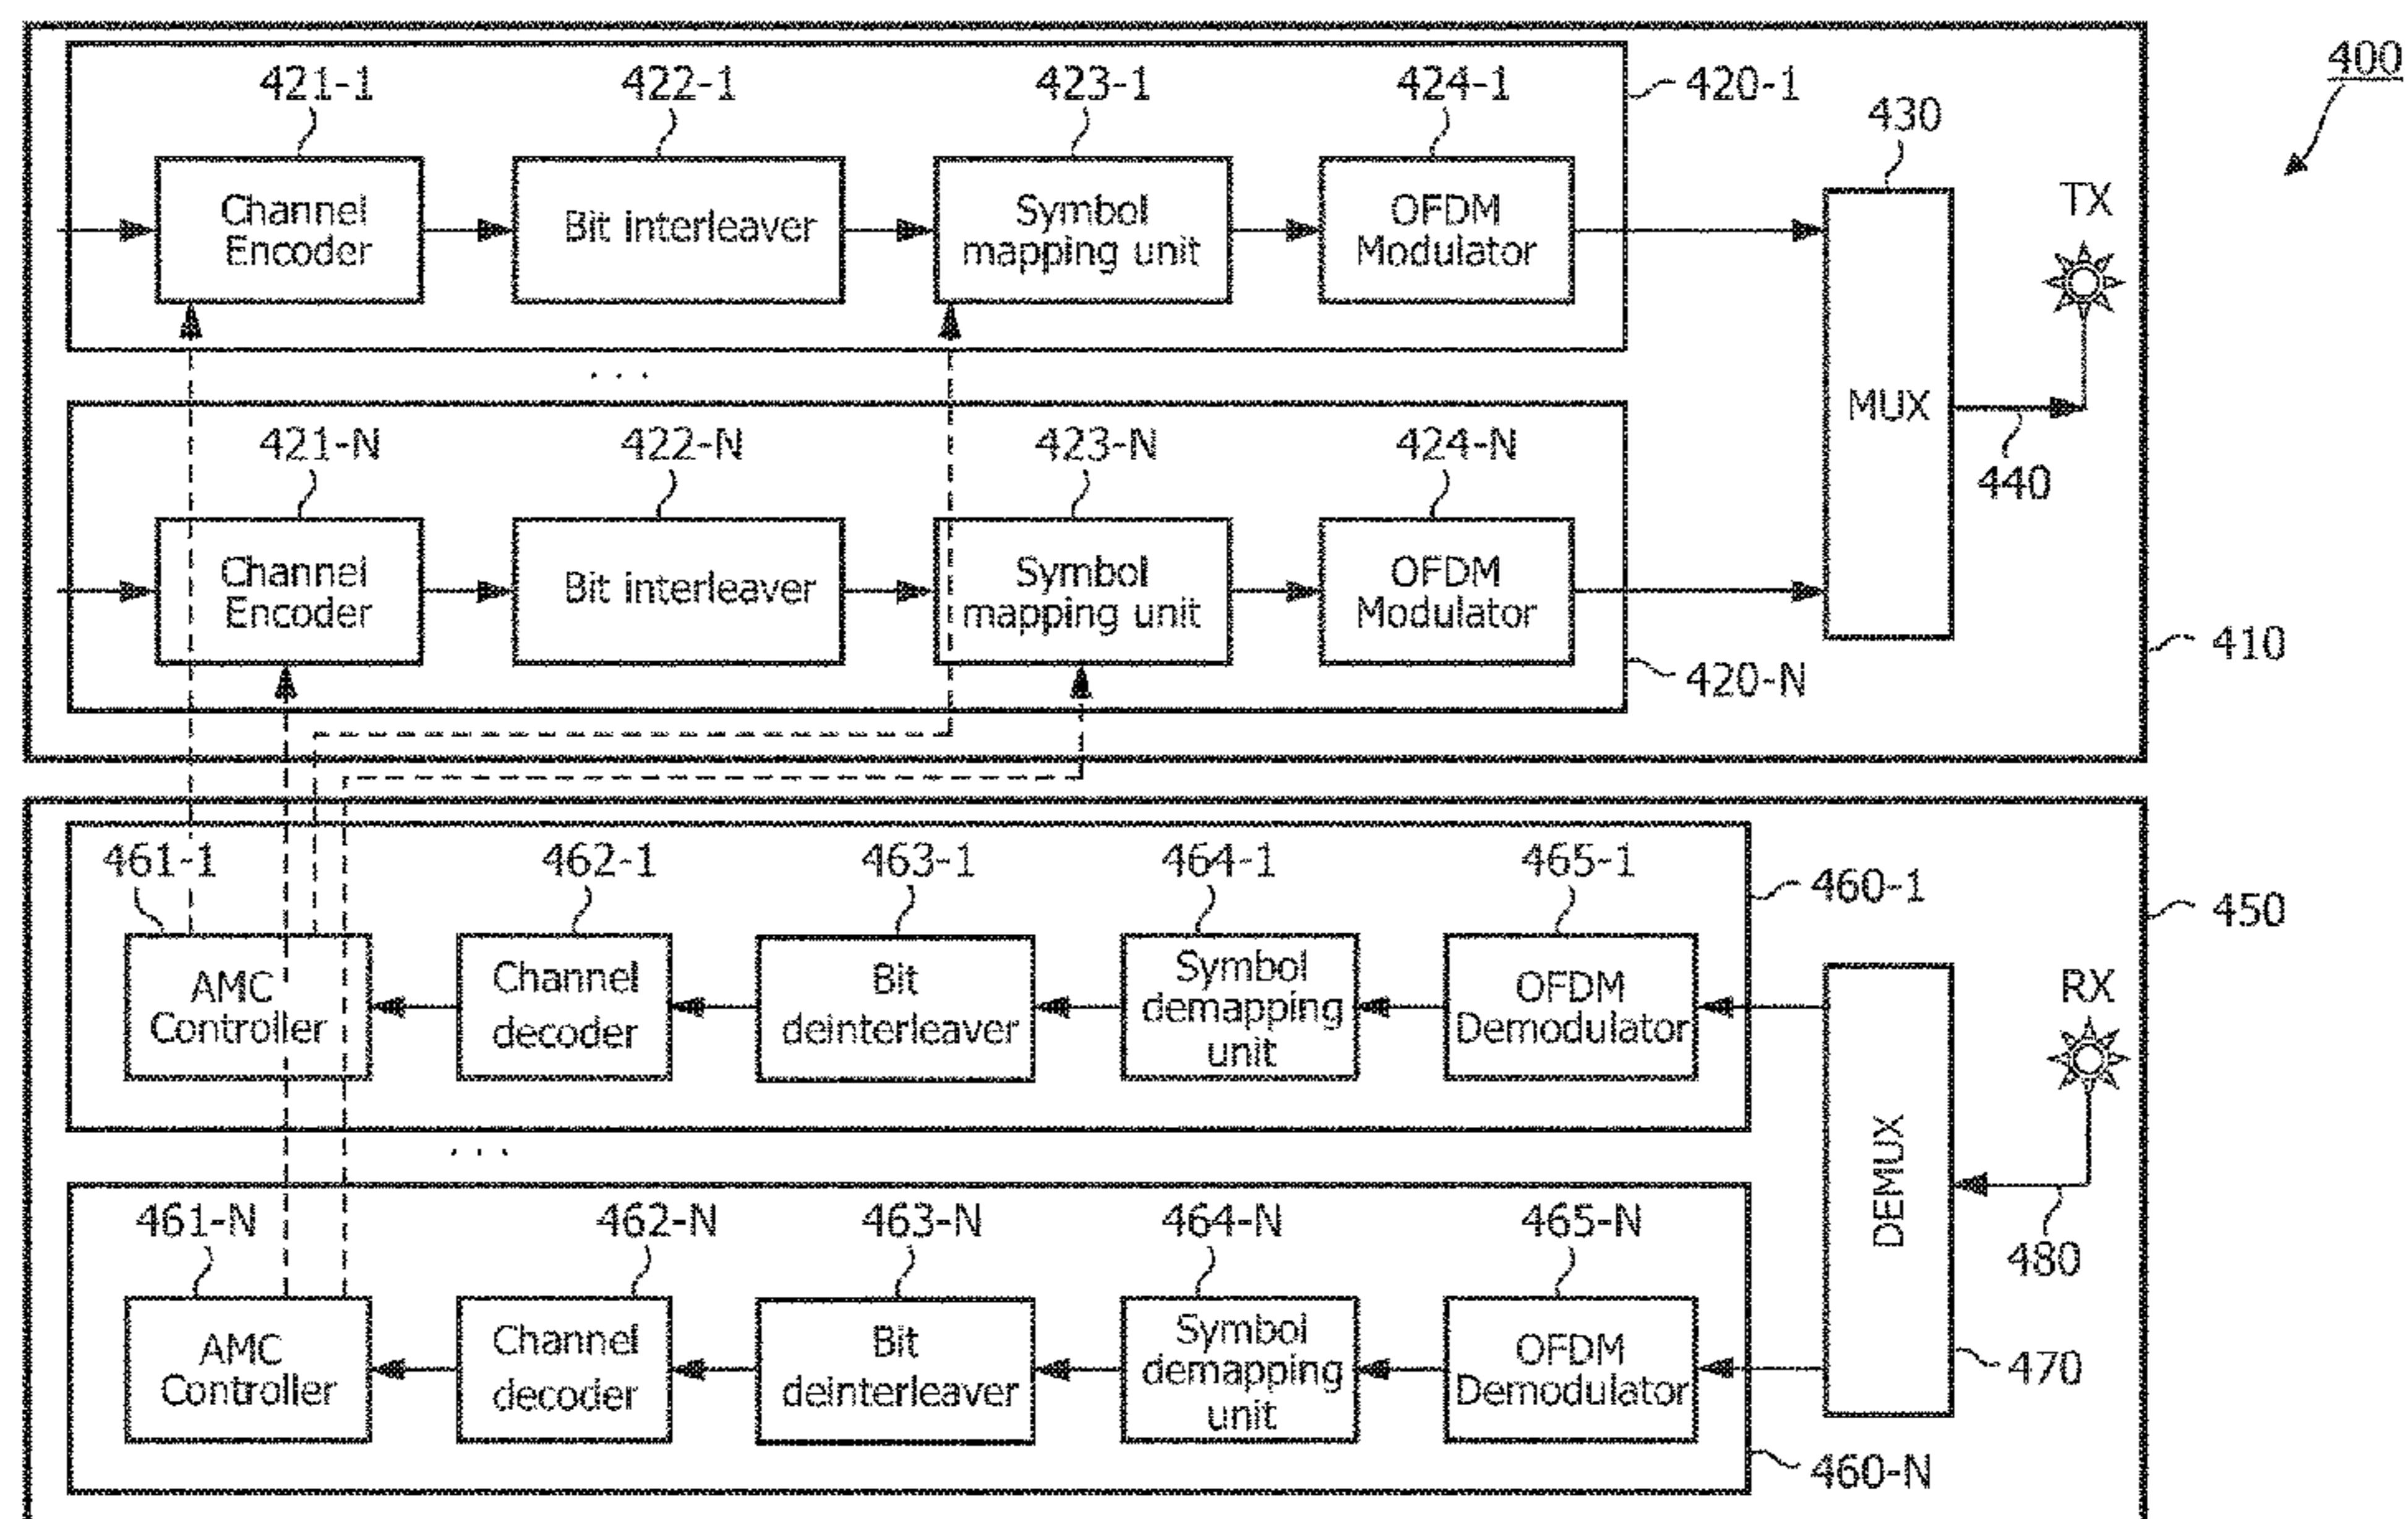 400
421-1 422-1 423-1 424-1 420-1
430
TX
Channel Encoder
Bit interleaver
Symbol mapping unit
OFDM Modulator
...
MUX
440
421-N 422-N 423-N 424-N
Channel Encoder
Bit interleaver
Symbol mapping unit
OFDM Modulator
410
420-N
461-1 462-1 463-1 464-1 465-1 460-1
450
AMC Controller
Channel decoder
Bit deinterleaver
Symbol demapping unit
OFDM Demodulator
RX
...
DEMUX
480
461-N 462-N 463-N 464-N 465-N
AMC Controller
Channel decoder
Bit deinterleaver
Symbol demapping unit
OFDM Demodulator
470
460-N